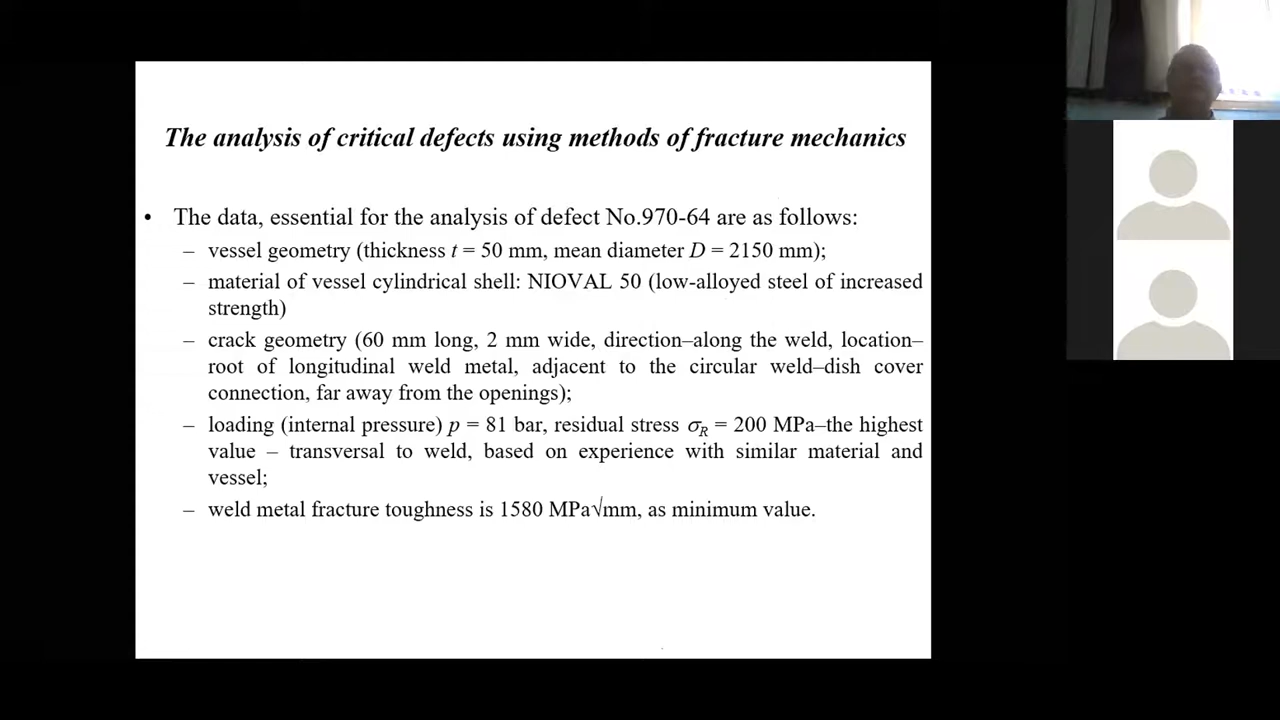 The analysis of critical defects using methods of fracture mechanics
• The data, essential for the analysis of defect No.970-64 are as follows:
– vessel geometry (thickness t = 50 mm, mean diameter D = 2150 mm);
– material of vessel cylindrical shell: NIOVAL 50 (low-alloyed steel of increased
strength)
– crack geometry (60 mm long, 2 mm wide, direction–along the weld, location–
root of longitudinal weld metal, adjacent to the circular weld–dish cover
connection, far away from the openings);
– loading (internal pressure) p = 81 bar, residual stress σR = 200 MPa–the highest
value – transversal to weld, based on experience with similar material and
vessel;
– weld metal fracture toughness is 1580 MPa√mm, as minimum value.